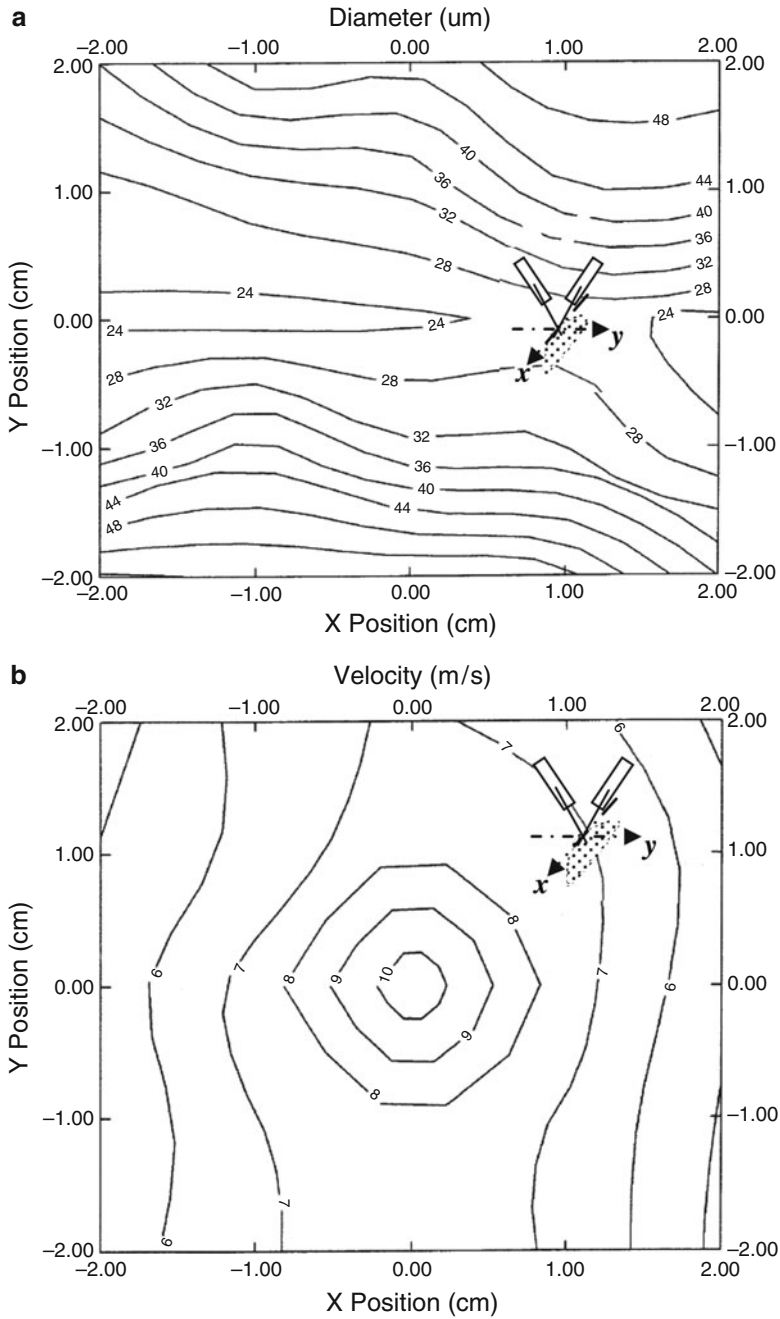 a
Diameter (um)
−2.00 −1.00 0.00 1.00 2.00
2.00 2.00
48
40
44
1.00 36 1.00
32 40
36
28 32
28
24
0.00 24 24 24 0.00
y
x
28 28
32
−1.00 36 32 28 −1.00
40 36
44 40
48 44
−2.00 −2.00
−2.00 −1.00 0.00 1.00 2.00
Y Position (cm)
X Position (cm)
b
Velocity (m/s)
−2.00 −1.00 0.00 1.00 2.00
2.00 2.00
7 6
1.00 1.00
y
x
8
6 7 8 9 10 7 6
0.00 0.00
9
8
−1.00 −1.00
7
6
−2.00 −2.00
−2.00 −1.00 0.00 1.00 2.00
Y Position (cm)
X Position (cm)